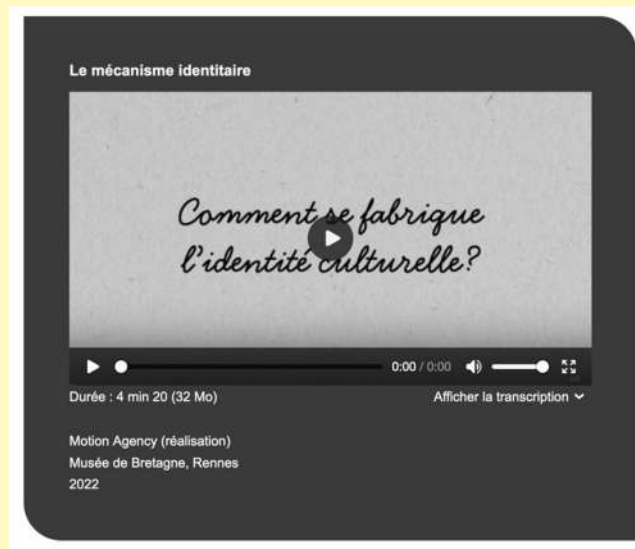 Le mécanisme identitaire
Comment se fabrique
l'identité culturelle?
0:00 / 0:00
Durée : 4 min 20 (32 Mo)
Afficher la transcription
Motion Agency (réalisation)
Musée de Bretagne, Rennes
2022